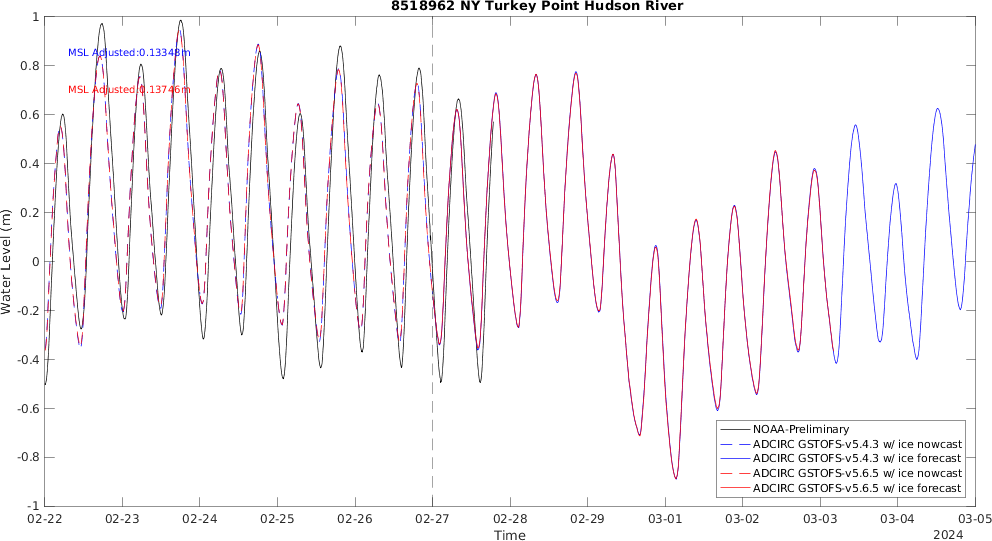 8518962 NY Turkey Point Hudson River
MSL Adjusted:0.13348m
MSL Adjusted:0.13746m
Water Level (m)
1
0.8
0.6
0.4
0.2
0
-0.2
-0.4
-0.6
-0.8
-1
NOAA-Preliminary
ADCIRC GSTOFS-v5.4.3 w/ ice nowcast
ADCIRC GSTOFS-v5.4.3 w/ ice forecast
ADCIRC GSTOFS-v5.6.5 w/ ice nowcast
ADCIRC GSTOFS-v5.6.5 w/ ice forecast
02-22 02-23 02-24 02-25 02-26 02-27 02-28 02-29 03-01 03-02 03-03 03-04 03-05
Time
2024